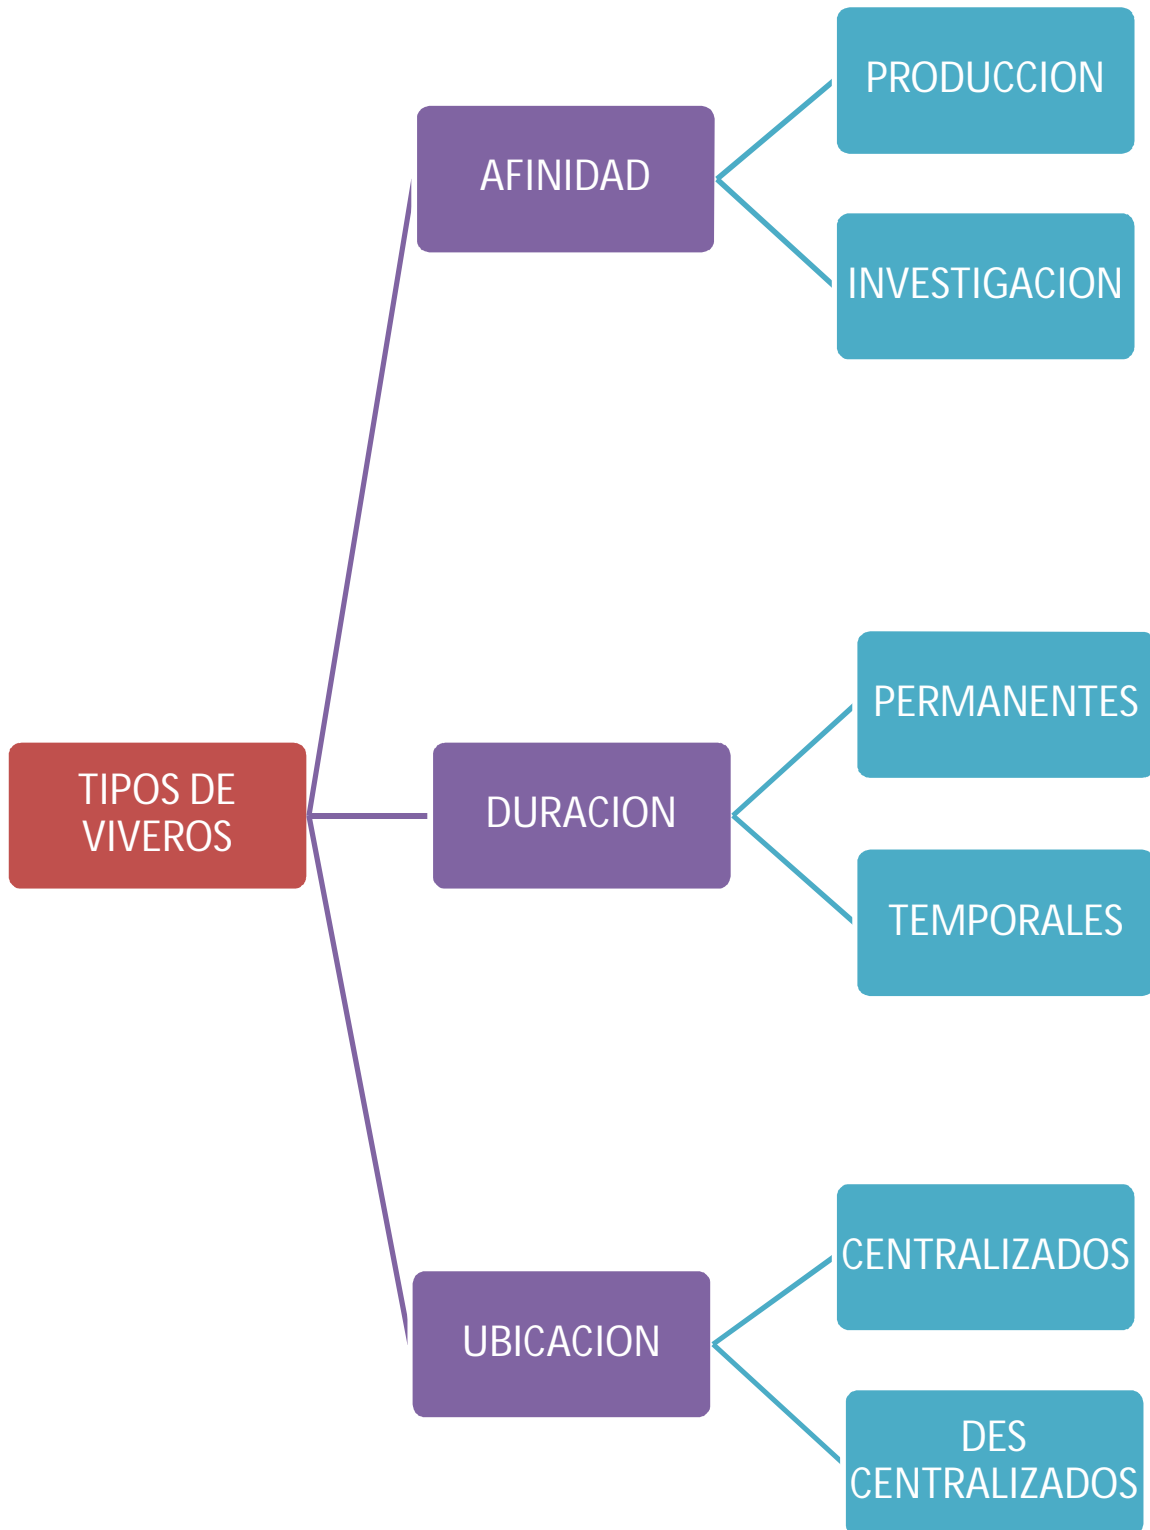 PRODUCCION
AFINIDAD
INVESTIGACION
PERMANENTES
TIPOS DE
VIVEROS
DURACION
TEMPORALES
CENTRALIZADOS
UBICACION
DES
CENTRALIZADOS